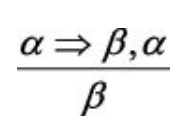 α ⇒ β, α
β